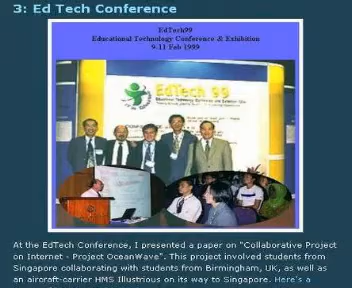 3: Ed Tech Conference
EdTech99
Educational Technology Conference & Exhibition
9-11 Feb 1999
EdTech 99
At the EdTech Conference, I presented a paper on "Collaborative Project
on Internet - Project OceanWave". This project involved students from
Singapore collaborating with students from Birmingham, UK, as well as
an aircraft-carrier HMS Illustrious on its way to Singapore. Here's a